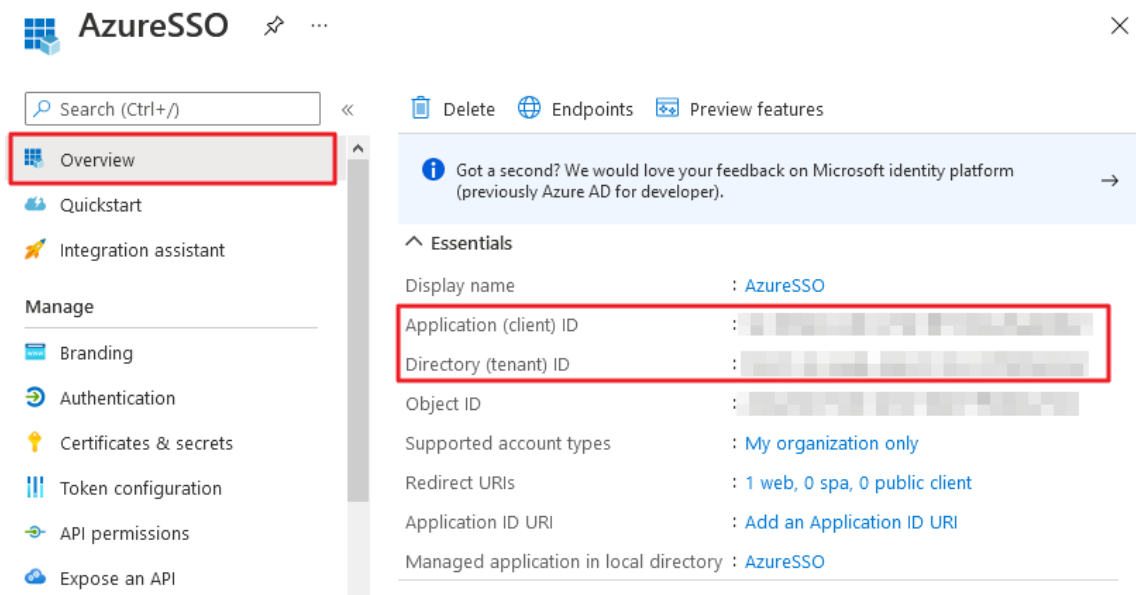 AzureSSO
Search (Ctrl+/)
Overview
Quickstart
Integration assistant
Manage
Branding
Authentication
Certificates & secrets
Token configuration
API permissions
Expose an API
Delete Endpoints Preview features
Got a second? We would love your feedback on Microsoft identity platform
(previously Azure AD for developer).
Essentials
Display name : AzureSSO
Application (client) ID :
Directory (tenant) ID :
Object ID :
Supported account types : My organization only
Redirect URIs : 1 web, 0 spa, 0 public client
Application ID URI : Add an Application ID URI
Managed application in local directory : AzureSSO